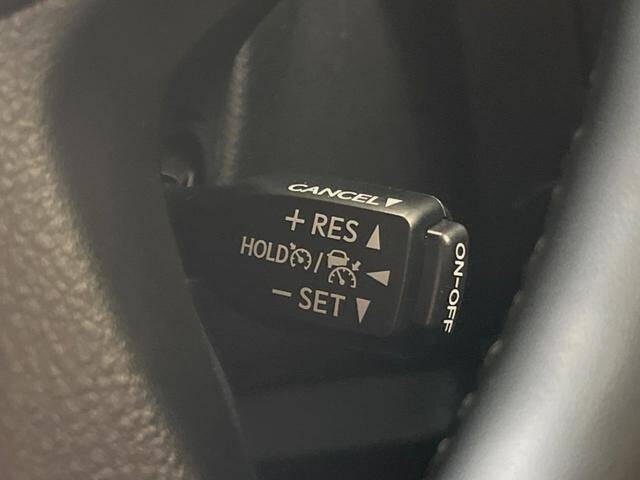 CANCEL▼
+ RES ▲
HOLD / ◀
− SET ▼
ON-OFF